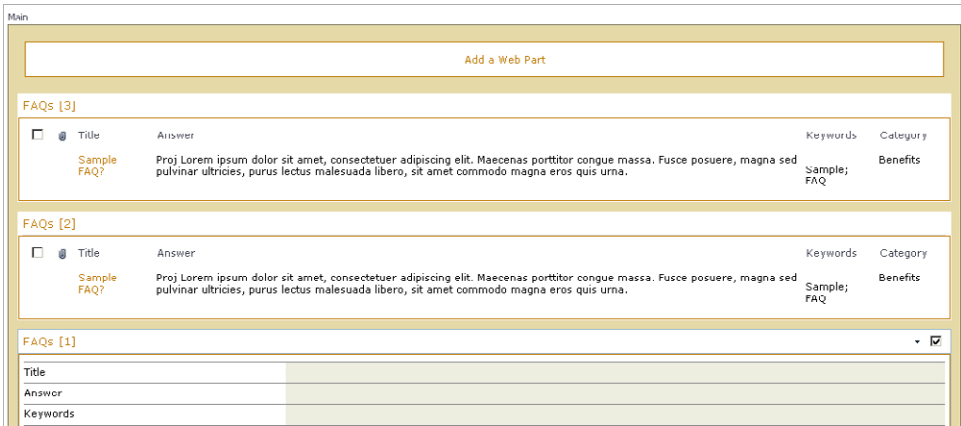 Main
Add a Web Part
FAQs [3]
Title Answer Keywords Category
Sample Proj Lorem ipsum dolor sit amet, consectetuer adipiscing elit. Maecenas porttitor congue massa. Fusce posuere, magna sed Benefits
FAQ? pulvinar ultricies, purus lectus malesuada libero, sit amet commodo magna eros quis urna. Sample;
FAQ
FAQs [2]
Title Answer Keywords Category
Sample Proj Lorem ipsum dolor sit amet, consectetuer adipiscing elit. Maecenas porttitor congue massa. Fusce posuere, magna sed Benefits
FAQ? pulvinar ultricies, purus lectus malesuada libero, sit amet commodo magna eros quis urna. Sample;
FAQ
FAQs [1]
Title
Answer
Keywords